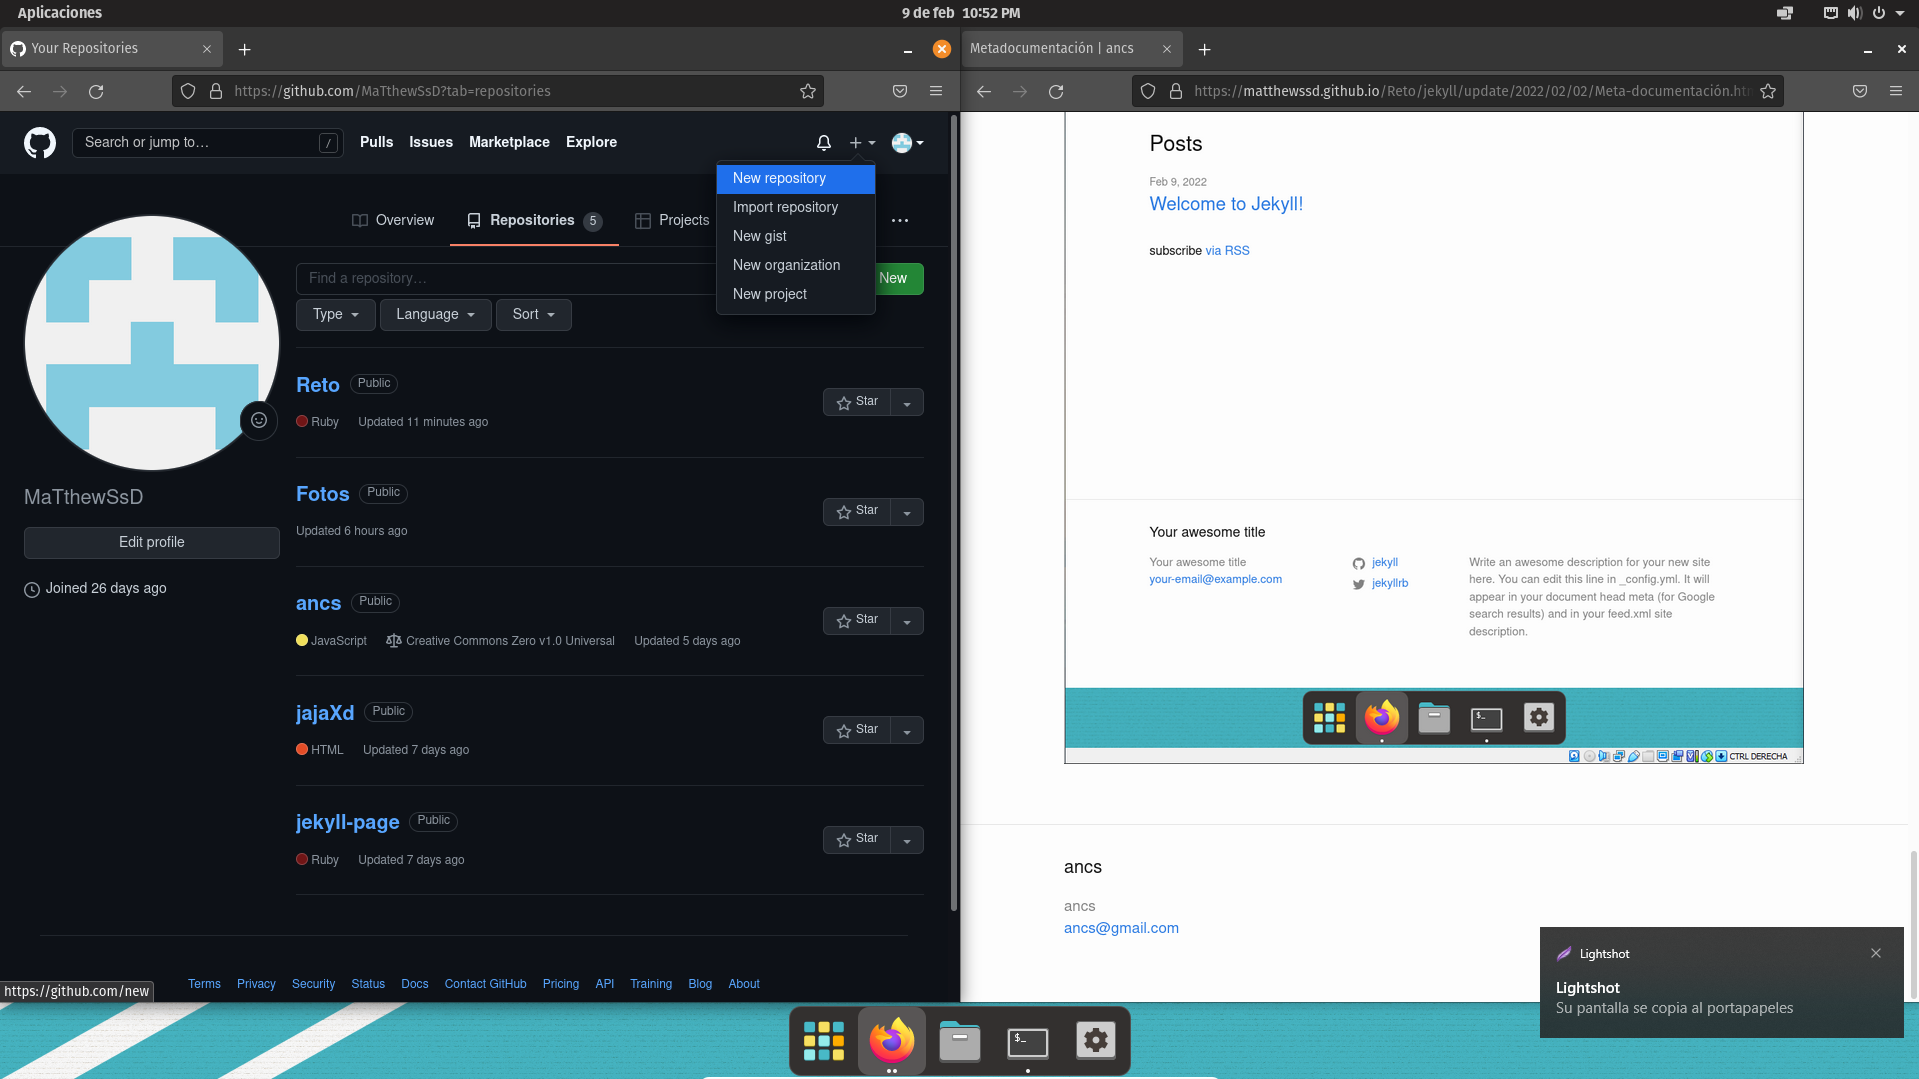 Aplicaciones
9 de feb 10:52 PM
Your Repositories
https://github.com/MaTthewSsD?tab=repositories
Search or jump to…
/
Pulls
Issues
Marketplace
Explore
New repository
Import repository
New gist
New organization
New project
Overview
Repositories 5
Projects
Find a repository…
New
Type
Language
Sort
MaTthewSsD
Edit profile
Joined 26 days ago
Reto Public
Star
Ruby Updated 11 minutes ago
Fotos Public
Star
Updated 6 hours ago
ancs Public
Star
JavaScript Creative Commons Zero v1.0 Universal Updated 5 days ago
jajaXd Public
Star
HTML Updated 7 days ago
jekyll-page Public
Star
Ruby Updated 7 days ago
Terms Privacy Security Status Docs Contact GitHub Pricing API Training Blog About
https://github.com/new
Metadocumentación | ancs
https://matthewssd.github.io/Reto/jekyll/update/2022/02/02/Meta-documentación.htm
Posts
Feb 9, 2022
Welcome to Jekyll!
subscribe via RSS
Your awesome title
Your awesome title
your-email@example.com
jekyll
jekyllrb
Write an awesome description for your new site
here. You can edit this line in _config.yml. It will
appear in your document head meta (for Google
search results) and in your feed.xml site
description.
$_
CTRL DERECHA
ancs
ancs
ancs@gmail.com
Lightshot
Lightshot
Su pantalla se copia al portapapeles
$_